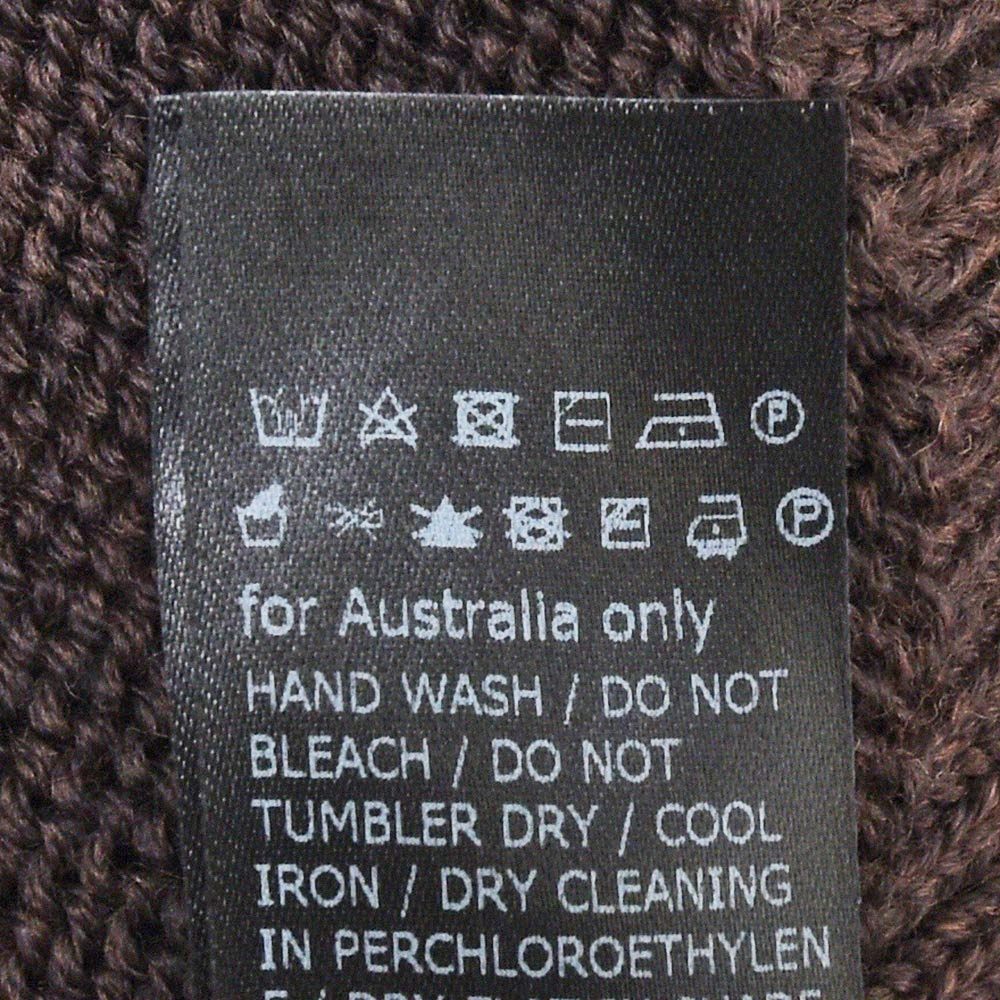 P
P
for Australia only
HAND WASH / DO NOT
BLEACH / DO NOT
TUMBLER DRY / COOL
IRON / DRY CLEANING
IN PERCHLOROETHYLEN